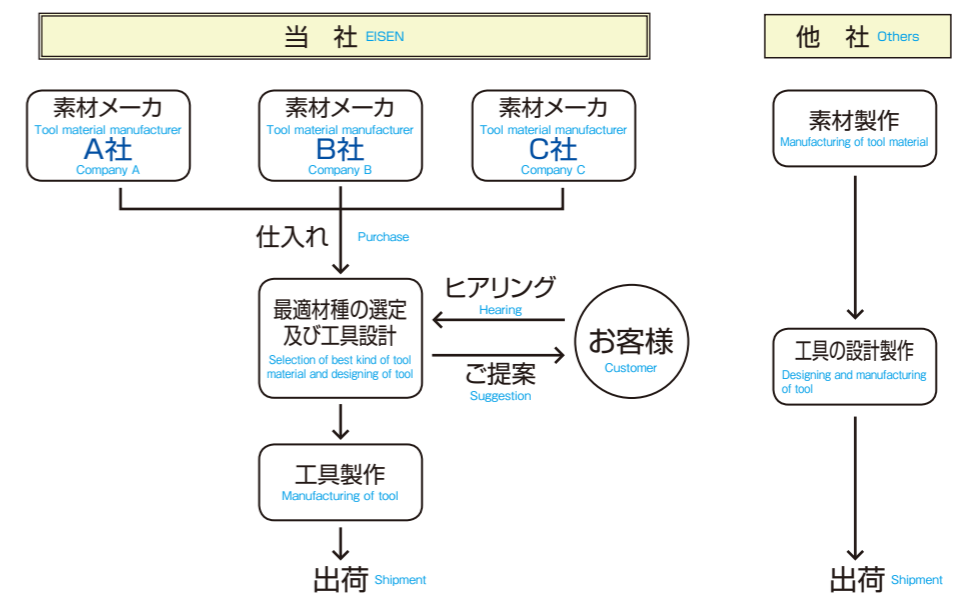 当 社 EISEN
他 社 Others
素材メーカ
Tool material manufacturer
A社
Company A
素材メーカ
Tool material manufacturer
B社
Company B
素材メーカ
Tool material manufacturer
C社
Company C
素材製作
Manufacturing of tool material
仕入れ Purchase
最適材種の選定
及び工具設計
Selection of best kind of tool
material and designing of tool
ヒアリング
Hearing
ご提案
Suggestion
お客様
Customer
工具の設計製作
Designing and manufacturing
of tool
工具製作
Manufacturing of tool
出荷 Shipment
出荷 Shipment